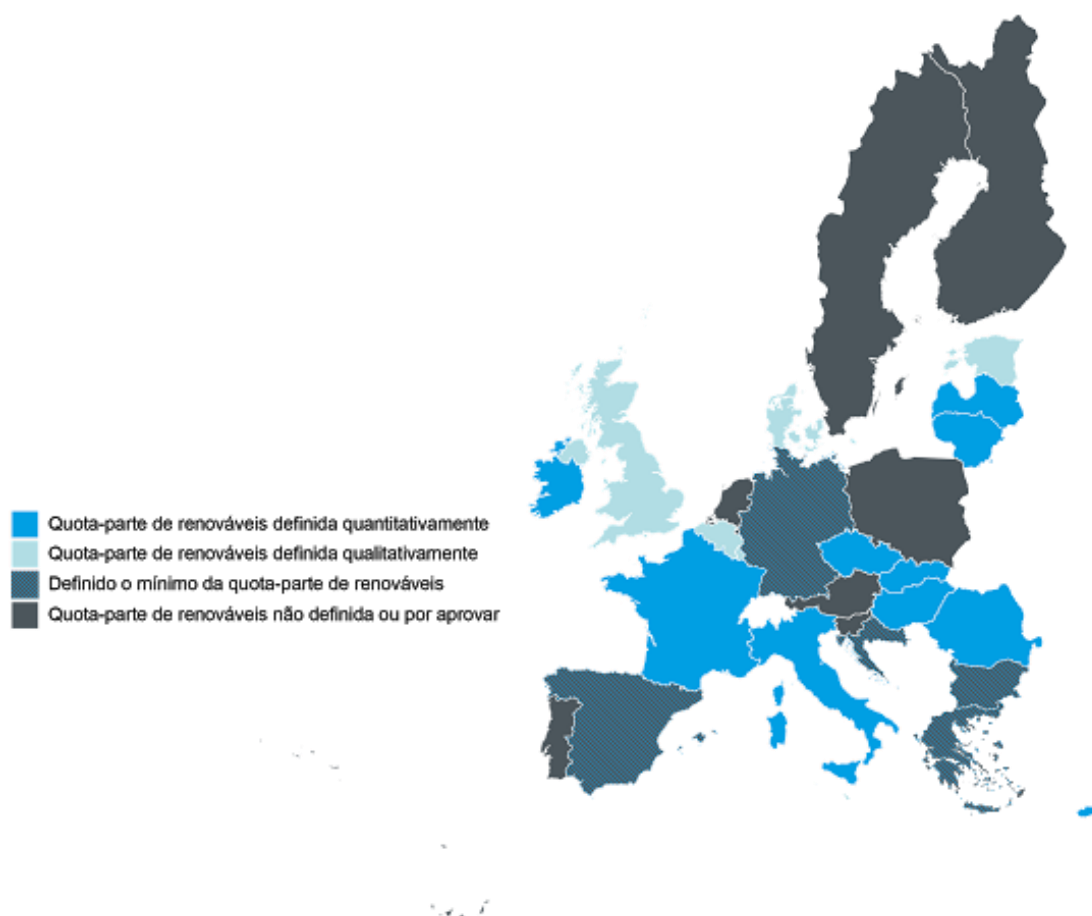 Quota-parte de renováveis definida quantitativamente
Quota-parte de renováveis definida qualitativamente
Definido o mínimo da quota-parte de renováveis
Quota-parte de renováveis não definida ou por aprovar